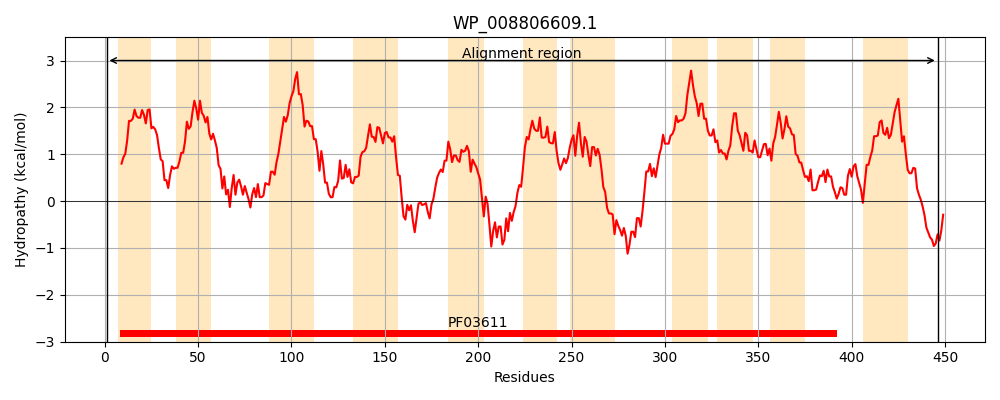 WP_008806609.1
Alignment region
3
2
1
0
−1
−2
−3
Hydropathy (kcal/mol)
PF03611
0 50 100 150 200 250 300 350 400 450
Residues